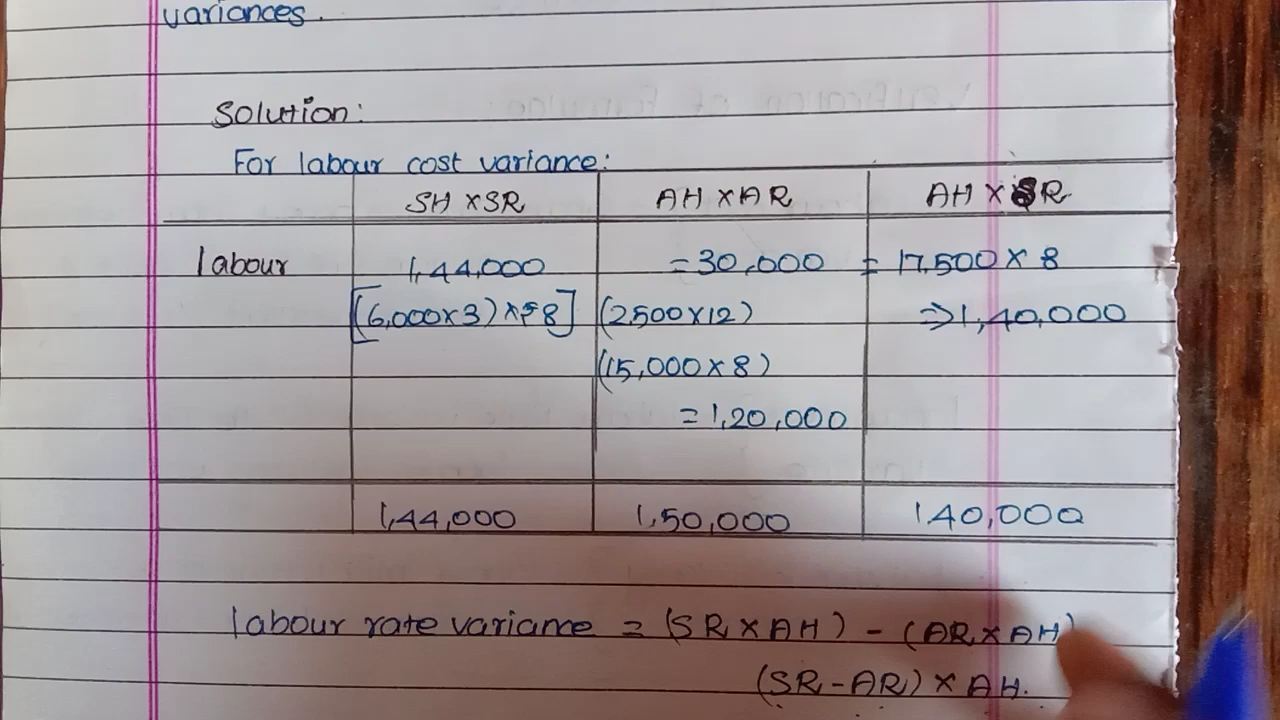 variances.
Solution:
For labour cost variance:
SH X SR AH X AR AH X SR
labour 1,44,000 = 30,000 = 17,500 X 8
[(6,000 x 3) x 8] (2,500 X 12) ⇒ 1,40,000
(15,000 x 8)
= 1,20,000
1,44,000 1,50,000 1,40,000
labour rate variance = (SR X AH) - (AR X AH)
(SR-AR) X AH.